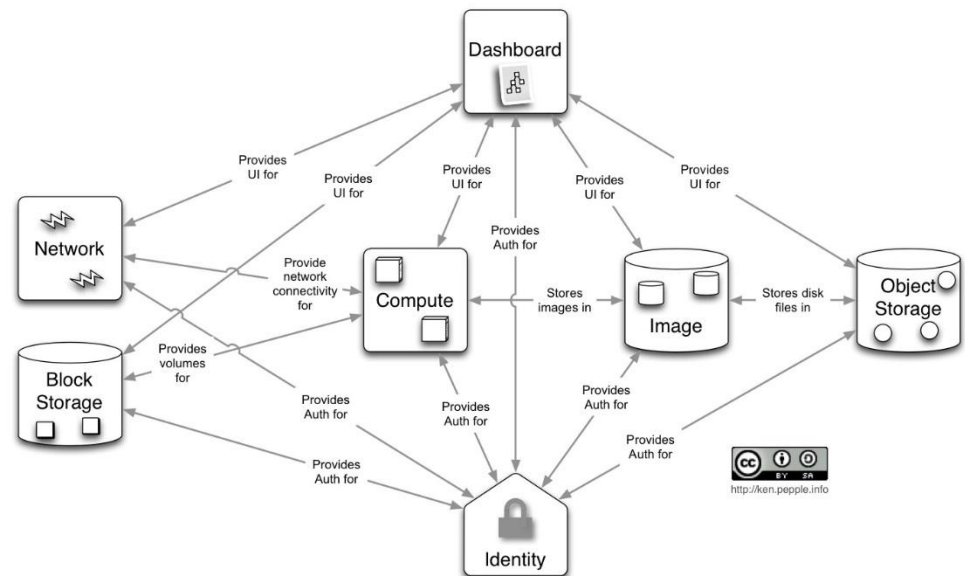 Dashboard
Provides
UI for
Provides
UI for
Provides
UI for
Provides
UI for
Provides
UI for
Provides
Auth for
Network
Provide
network
connectivity
for
Compute
Stores
images in
Image
Stores disk
files in
Object
Storage
Block
Storage
Provides
volumes
for
Provides
Auth for
Provides
Auth for
Provides
Auth for
Provides
Auth for
Provides
Auth for
Identity
cc
BY SA
http://ken.pepple.info